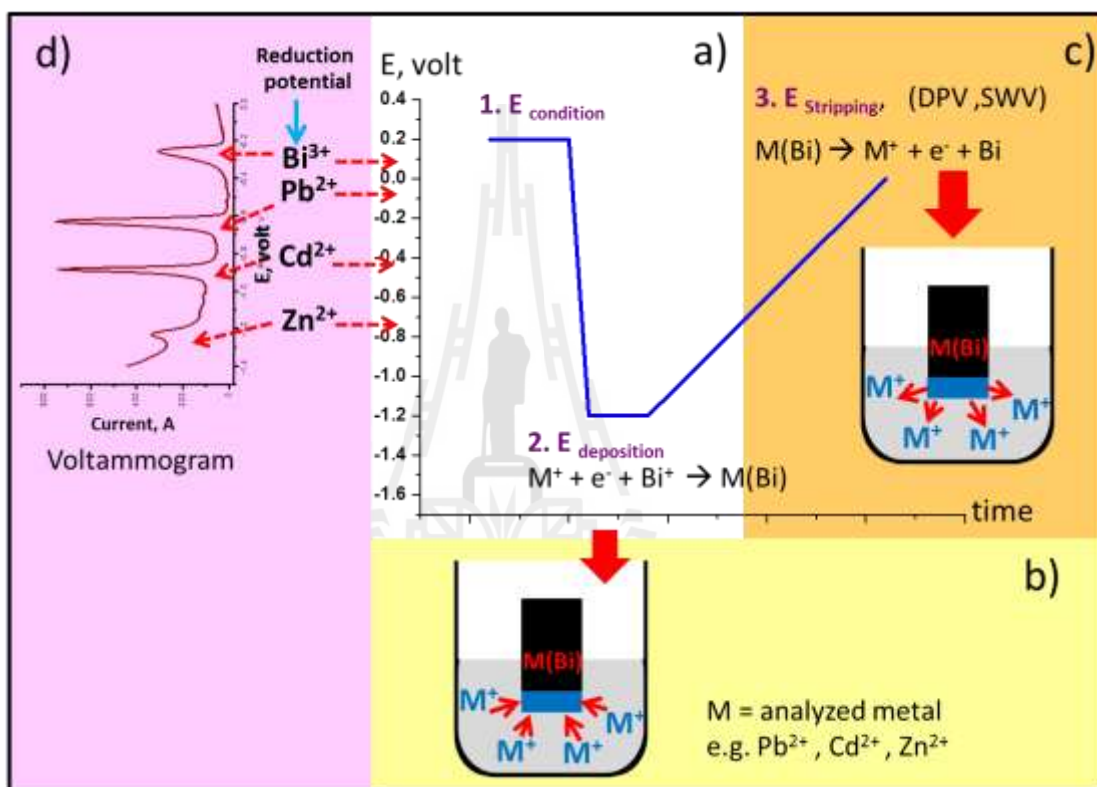 d)
Reduction
potential
Bi³⁺
Pb²⁺
Cd²⁺
Zn²⁺
E, volt
Current, A
Voltammogram
a)
E, volt
0.4
0.2
0.0
-0.2
-0.4
-0.6
-0.8
-1.0
-1.2
-1.4
-1.6
1. E condition
2. E deposition
M⁺ + e⁻ + Bi⁺ → M(Bi)
time
c)
3. E Stripping, (DPV ,SWV)
M(Bi) → M⁺ + e⁻ + Bi
M(Bi)
M⁺
M⁺
M⁺
M⁺
b)
M(Bi)
M⁺
M⁺
M⁺
M⁺
M = analyzed metal
e.g. Pb²⁺ , Cd²⁺ , Zn²⁺